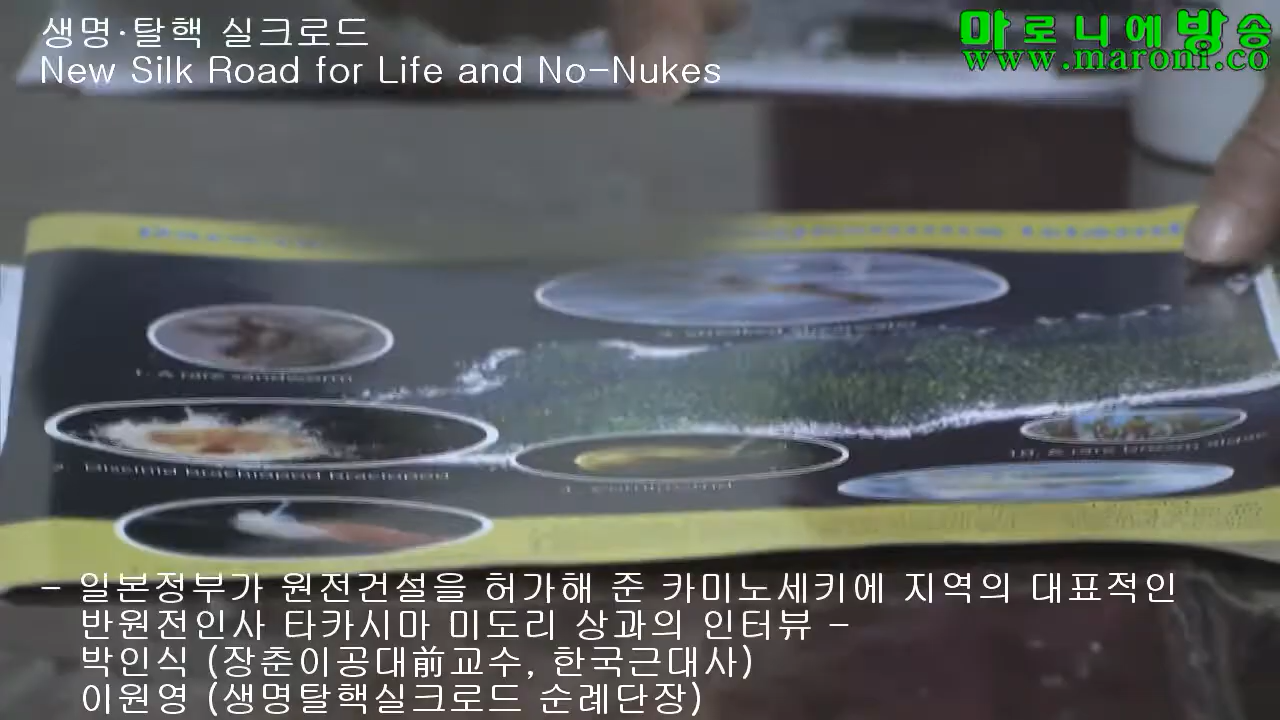 생명·탈핵 실크로드
New Silk Road for Life and No-Nukes
마로니에방송
www.maroni.co
1. A rare sandworm
- 일본정부가 원전건설을 허가해 준 카미노세키에 지역의 대표적인
반원전인사 타카시마 미도리 상과의 인터뷰 -
박인식 (장춘이공대前교수, 한국근대사)
이원영 (생명탈핵실크로드 순례단장)